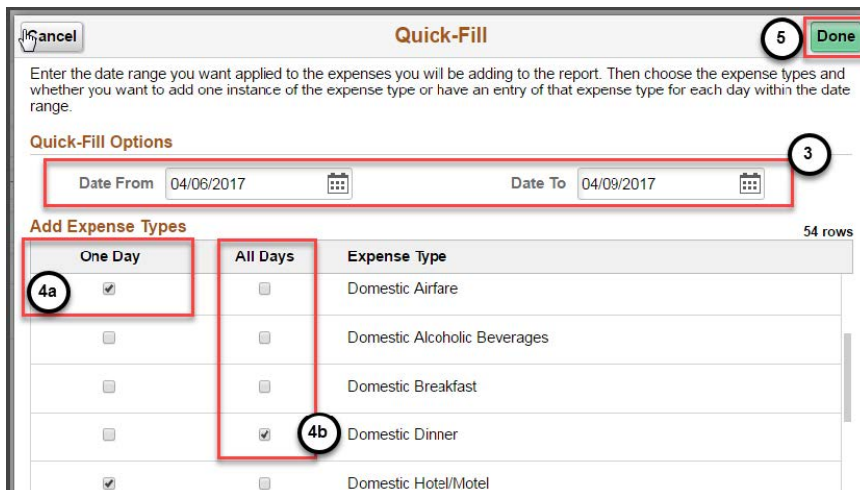 Cancel Quick-Fill 5 Done
Enter the date range you want applied to the expenses you will be adding to the report. Then choose the expense types and
whether you want to add one instance of the expense type or have an entry of that expense type for each day within the date
range.
Quick-Fill Options
3
Date From 04/06/2017 Date To 04/09/2017
Add Expense Types 54 rows
One Day All Days Expense Type
4a Domestic Airfare
Domestic Alcoholic Beverages
Domestic Breakfast
4b Domestic Dinner
Domestic Hotel/Motel